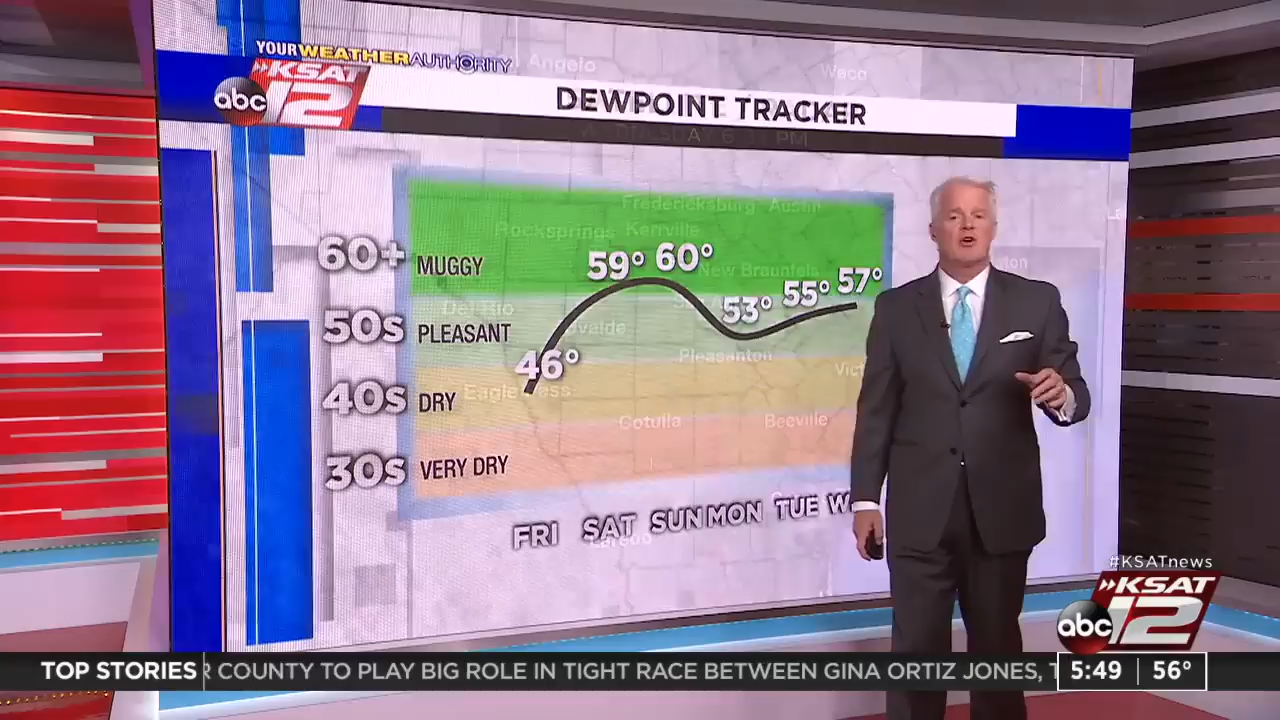 YOUR WEATHER AUTHORITY
Angelo
Waco
abc KSAT 12
DEWPOINT TRACKER
PM
Fredericksburg Austin
Rocksprings Kerrville
60+ MUGGY
59° 60°
New Braunfels
57°
55°
53°
Del Rio
50s PLEASANT
Pleasanton
46°
40s DRY
Cotulla
Beeville
30s VERY DRY
FRI SAT SUN MON TUE W
#KSATnews
abc KSAT 12
TOP STORIES
R COUNTY TO PLAY BIG ROLE IN TIGHT RACE BETWEEN GINA ORTIZ JONES,
5:49 56°